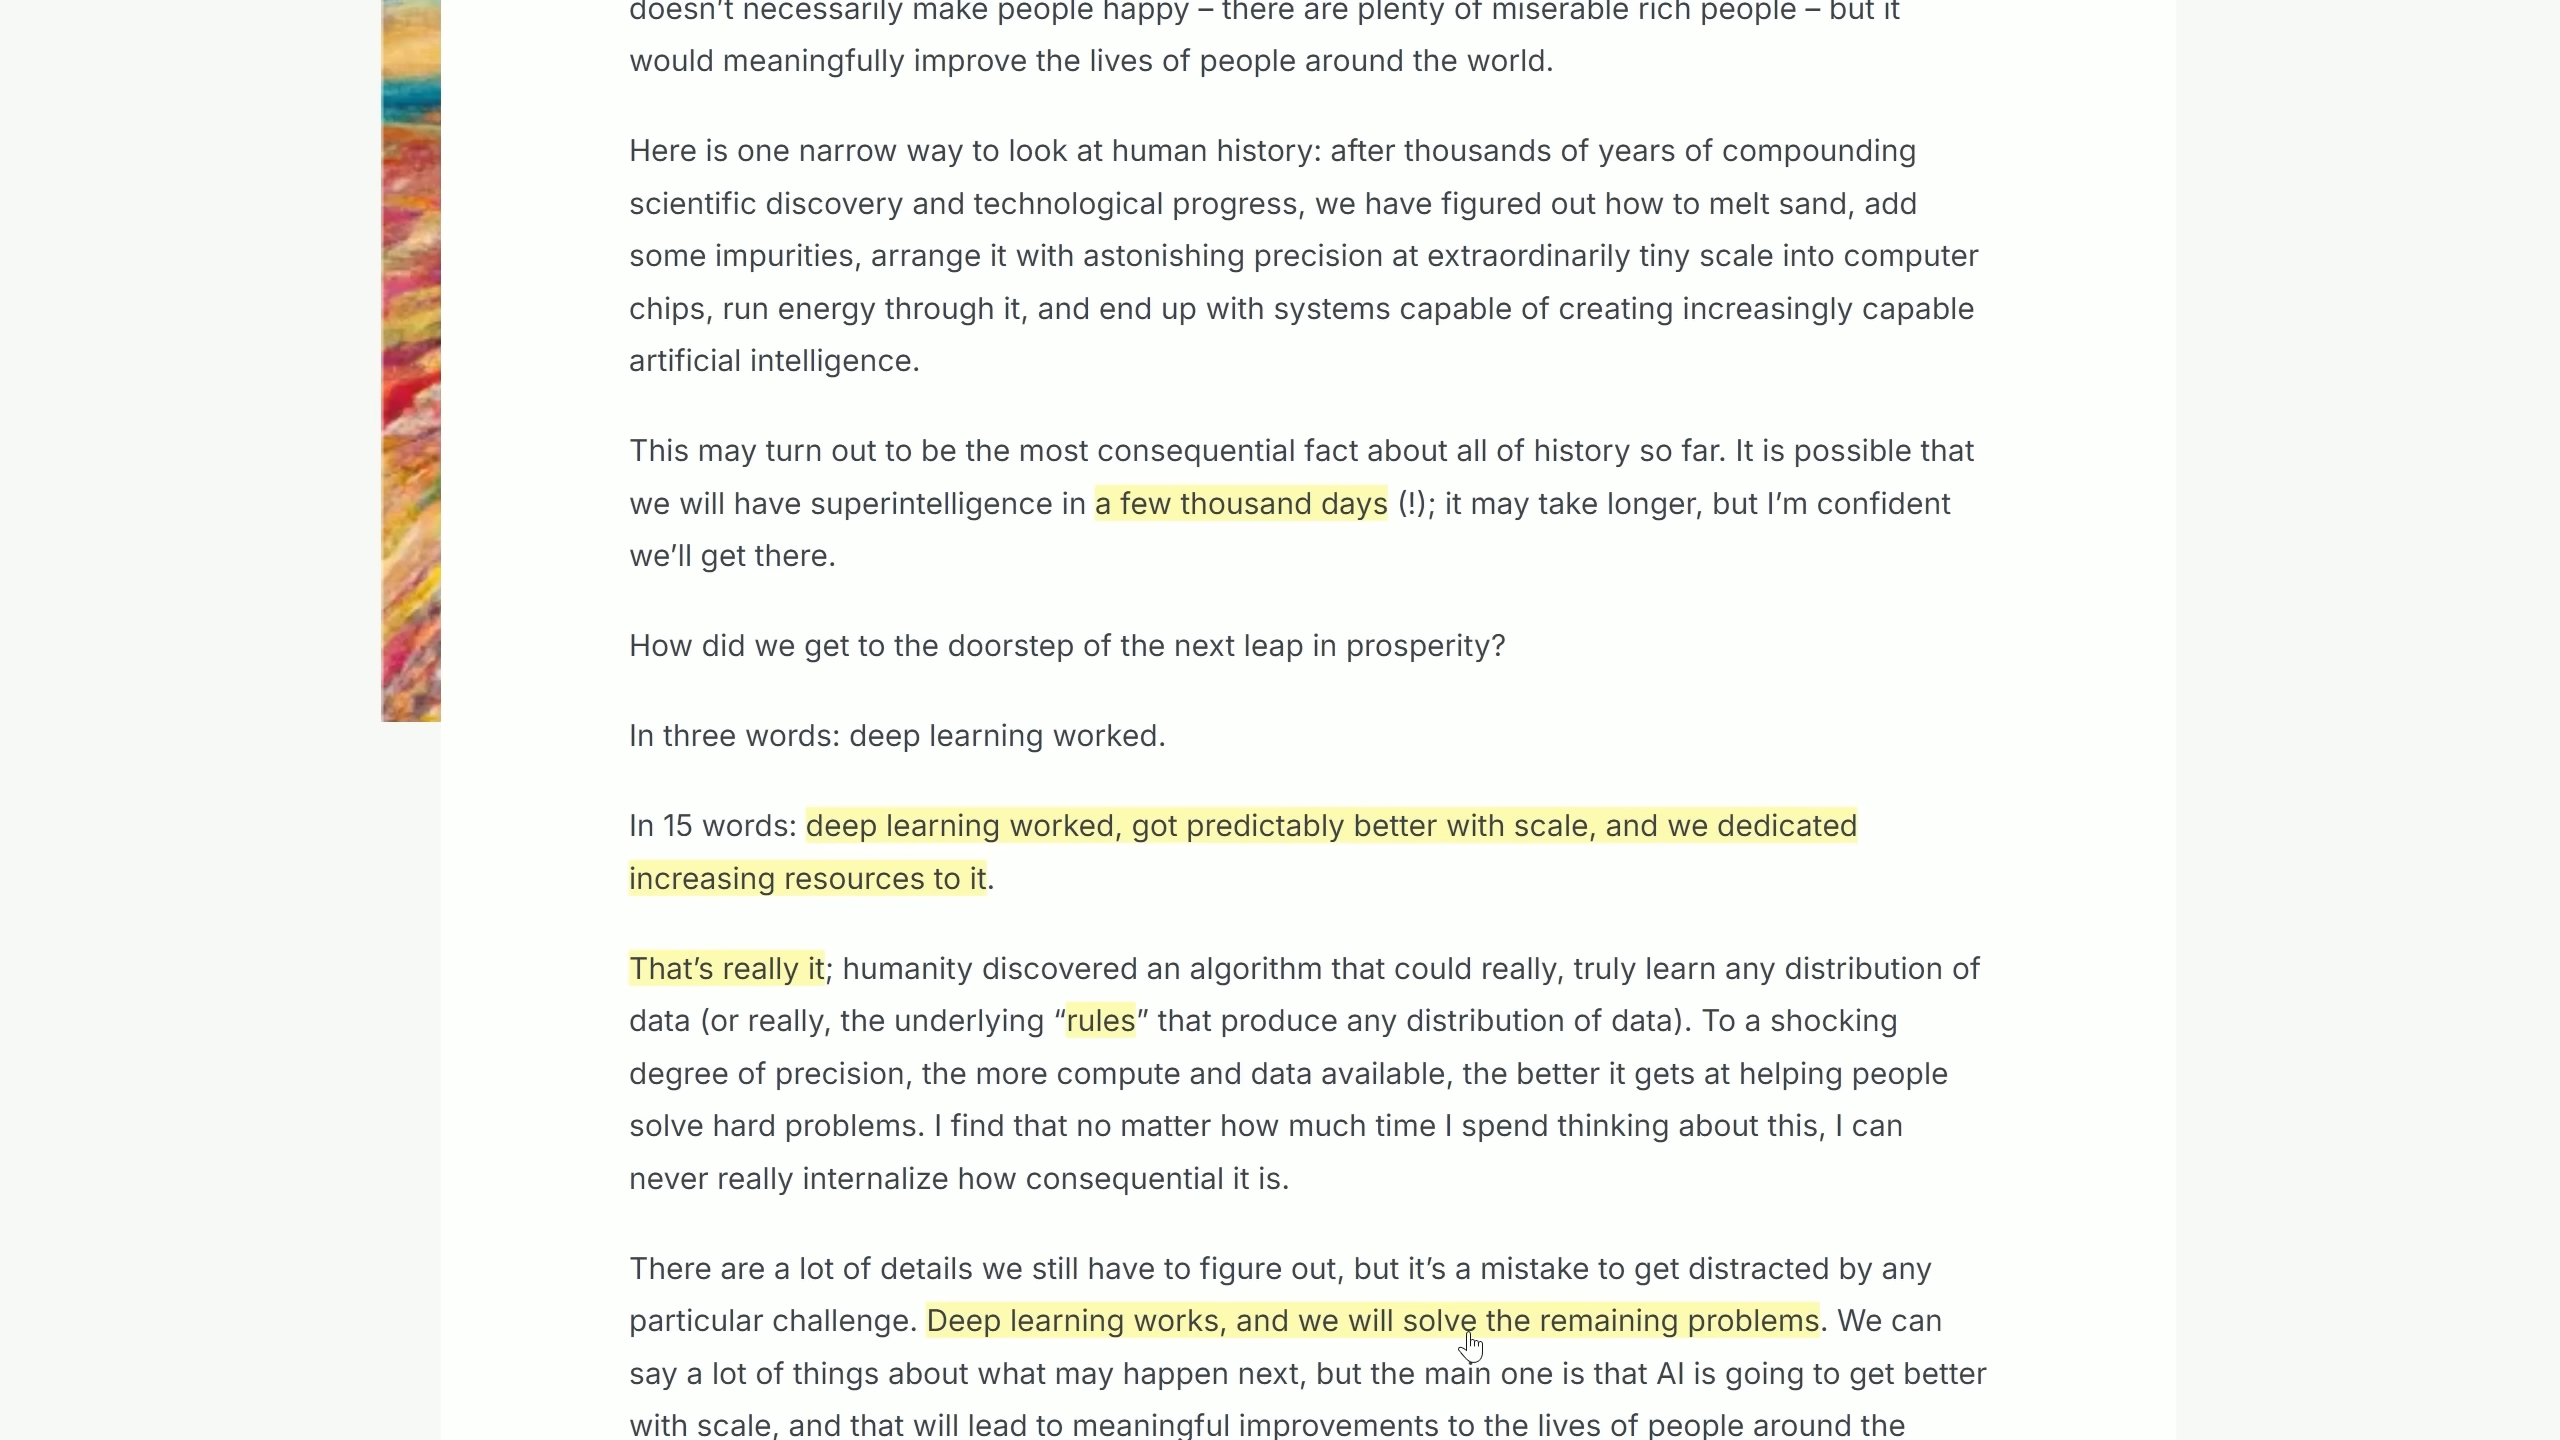 doesn’t necessarily make people happy – there are plenty of miserable rich people – but it
would meaningfully improve the lives of people around the world.
Here is one narrow way to look at human history: after thousands of years of compounding
scientific discovery and technological progress, we have figured out how to melt sand, add
some impurities, arrange it with astonishing precision at extraordinarily tiny scale into computer
chips, run energy through it, and end up with systems capable of creating increasingly capable
artificial intelligence.
This may turn out to be the most consequential fact about all of history so far. It is possible that
we will have superintelligence in a few thousand days (!); it may take longer, but I’m confident
we’ll get there.
How did we get to the doorstep of the next leap in prosperity?
In three words: deep learning worked.
In 15 words: deep learning worked, got predictably better with scale, and we dedicated
increasing resources to it.
That’s really it; humanity discovered an algorithm that could really, truly learn any distribution of
data (or really, the underlying “rules” that produce any distribution of data). To a shocking
degree of precision, the more compute and data available, the better it gets at helping people
solve hard problems. I find that no matter how much time I spend thinking about this, I can
never really internalize how consequential it is.
There are a lot of details we still have to figure out, but it’s a mistake to get distracted by any
particular challenge. Deep learning works, and we will solve the remaining problems. We can
say a lot of things about what may happen next, but the main one is that AI is going to get better
with scale, and that will lead to meaningful improvements to the lives of people around the